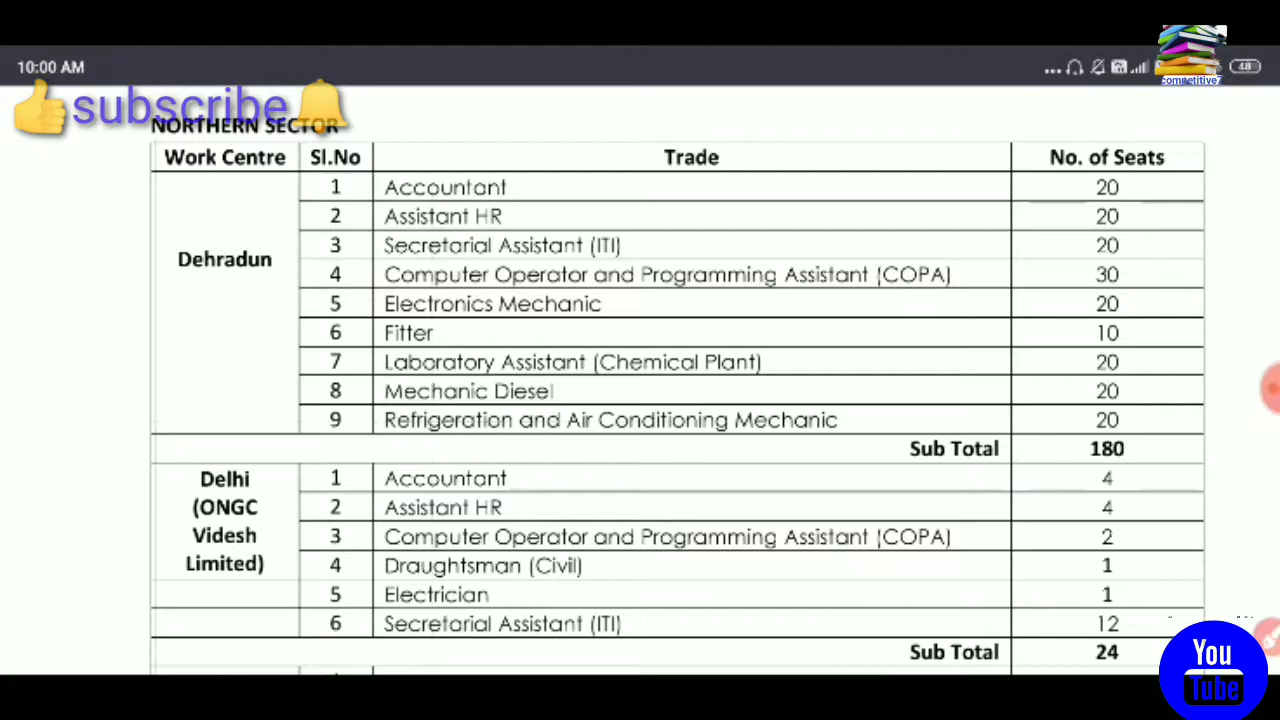 10:00 AM
48
competitive7
subscribe
NORTHERN SECTOR
Work Centre Sl.No Trade No. of Seats
Dehradun
1 Accountant 20
2 Assistant HR 20
3 Secretarial Assistant (ITI) 20
4 Computer Operator and Programming Assistant (COPA) 30
5 Electronics Mechanic 20
6 Fitter 10
7 Laboratory Assistant (Chemical Plant) 20
8 Mechanic Diesel 20
9 Refrigeration and Air Conditioning Mechanic 20
Sub Total 180
Delhi
(ONGC
Videsh
Limited)
1 Accountant 4
2 Assistant HR 4
3 Computer Operator and Programming Assistant (COPA) 2
4 Draughtsman (Civil) 1
5 Electrician 1
6 Secretarial Assistant (ITI) 12
Sub Total 24
You
Tube